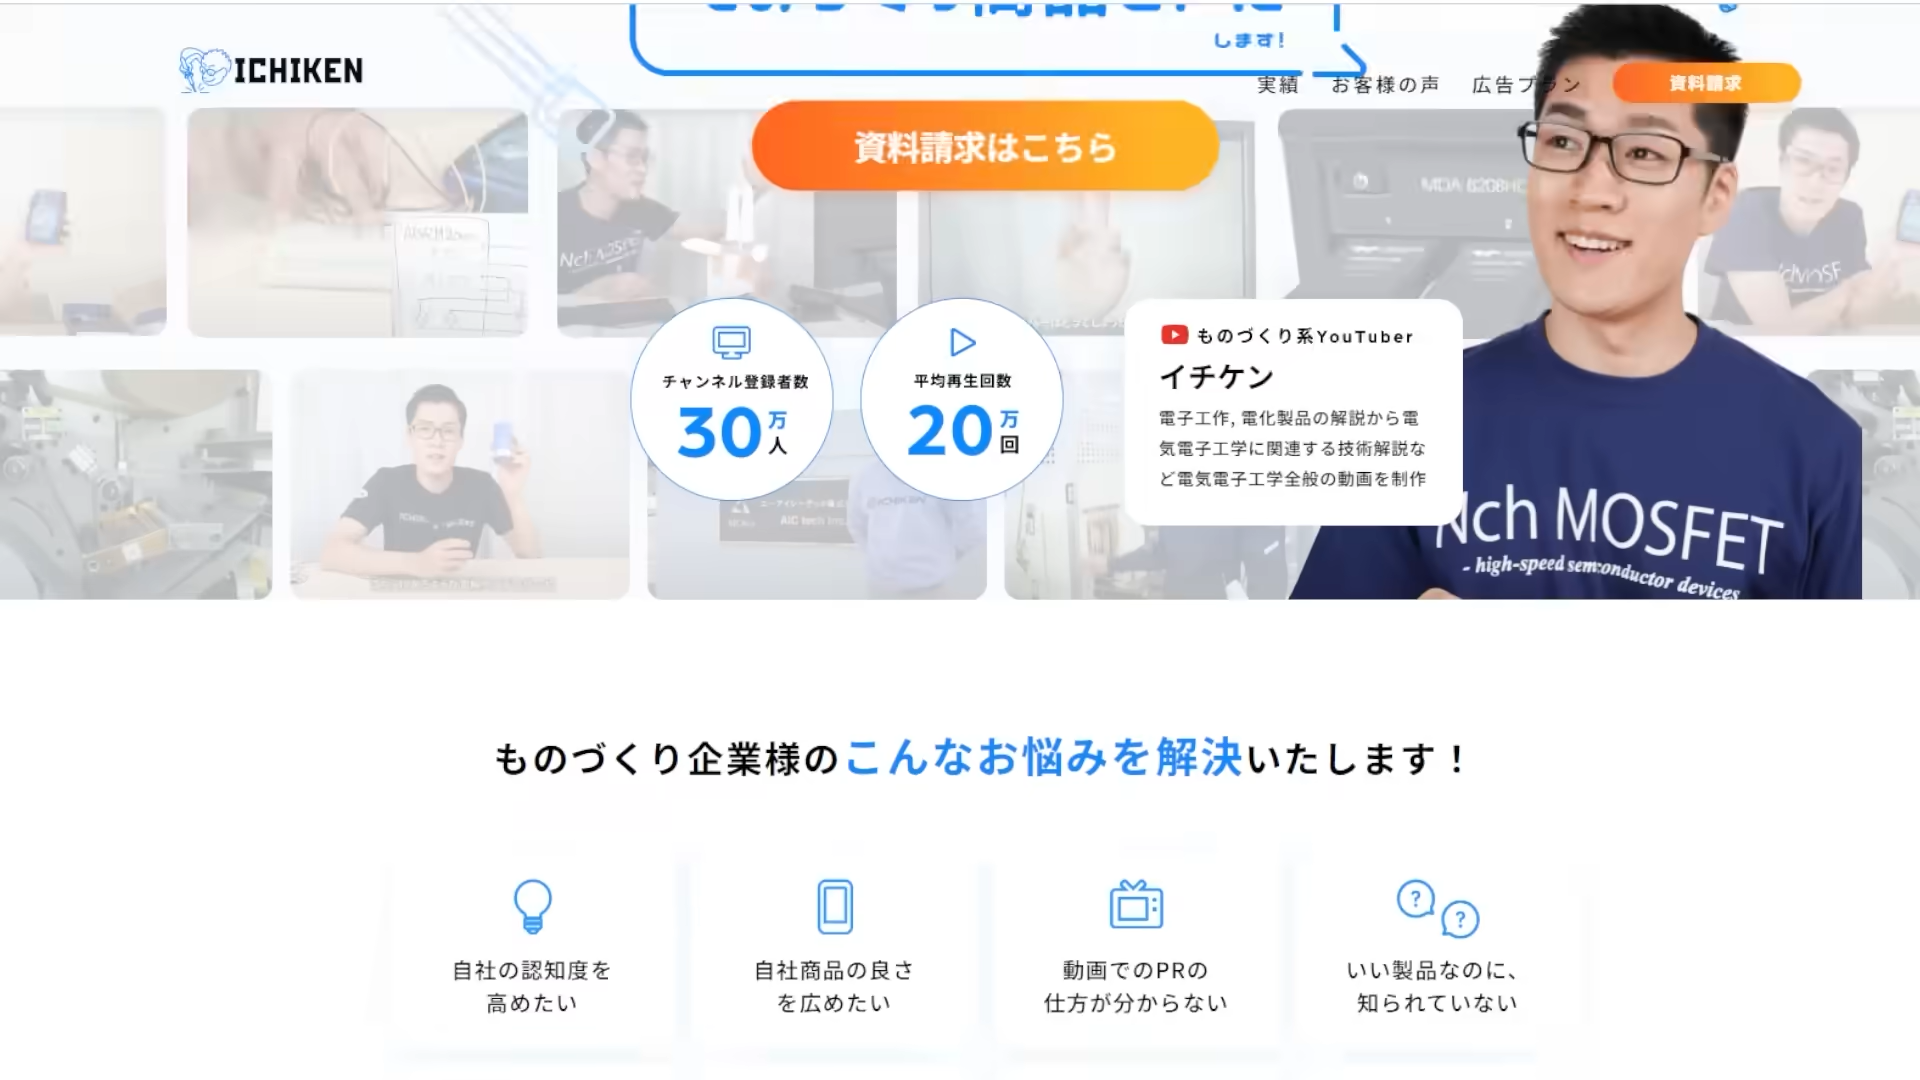 します!
ICHIKEN
実績 お客様の声 広告プラン 資料請求
資料請求はこちら
チャンネル登録者数
30万人
平均再生回数
20万回
ものづくり系YouTuber
イチケン
電子工作, 電化製品の解説から電
気電子工学に関連する技術解説な
ど電気電子工学全般の動画を制作
Nch MOSFET
- high-speed semiconductor devices
ものづくり企業様のこんなお悩みを解決いたします！
自社の認知度を
高めたい
自社商品の良さ
を広めたい
動画でのPRの
仕方が分からない
いい製品なのに、
知られていない